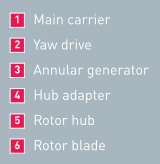 1 Main carrier
2 Yaw drive
3 Annular generator
4 Hub adapter
5 Rotor hub
6 Rotor blade